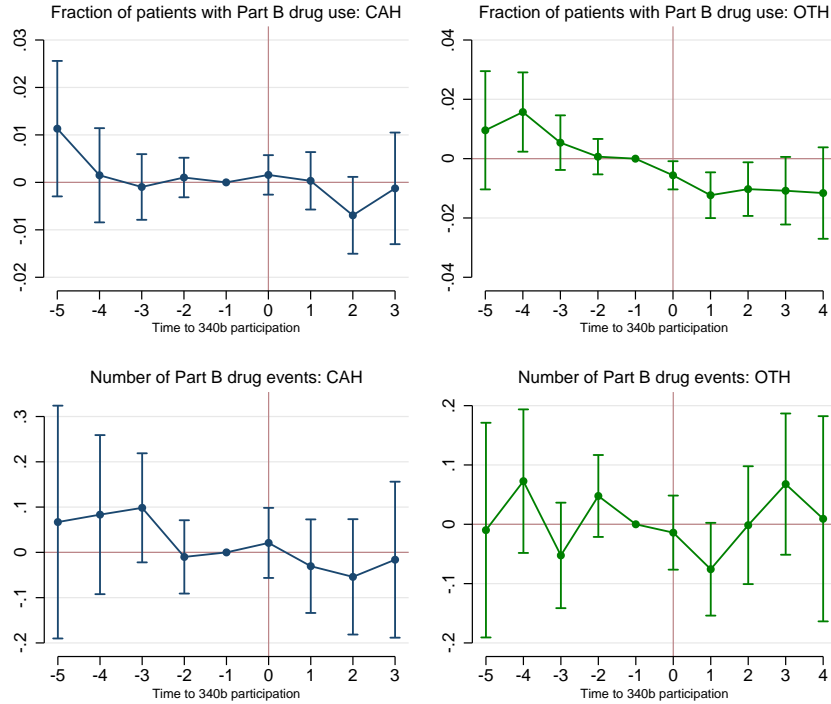 Fraction of patients with Part B drug use: CAH
.03
.02
.01
0
-.01
-.02
-5 -4 -3 -2 -1 0 1 2 3
Time to 340b participation
Fraction of patients with Part B drug use: OTH
.04
.02
0
-.02
-.04
-5 -4 -3 -2 -1 0 1 2 3 4
Time to 340b participation
Number of Part B drug events: CAH
.3
.2
.1
0
-.1
-.2
-5 -4 -3 -2 -1 0 1 2 3
Time to 340b participation
Number of Part B drug events: OTH
.2
.1
0
-.1
-.2
-5 -4 -3 -2 -1 0 1 2 3 4
Time to 340b participation